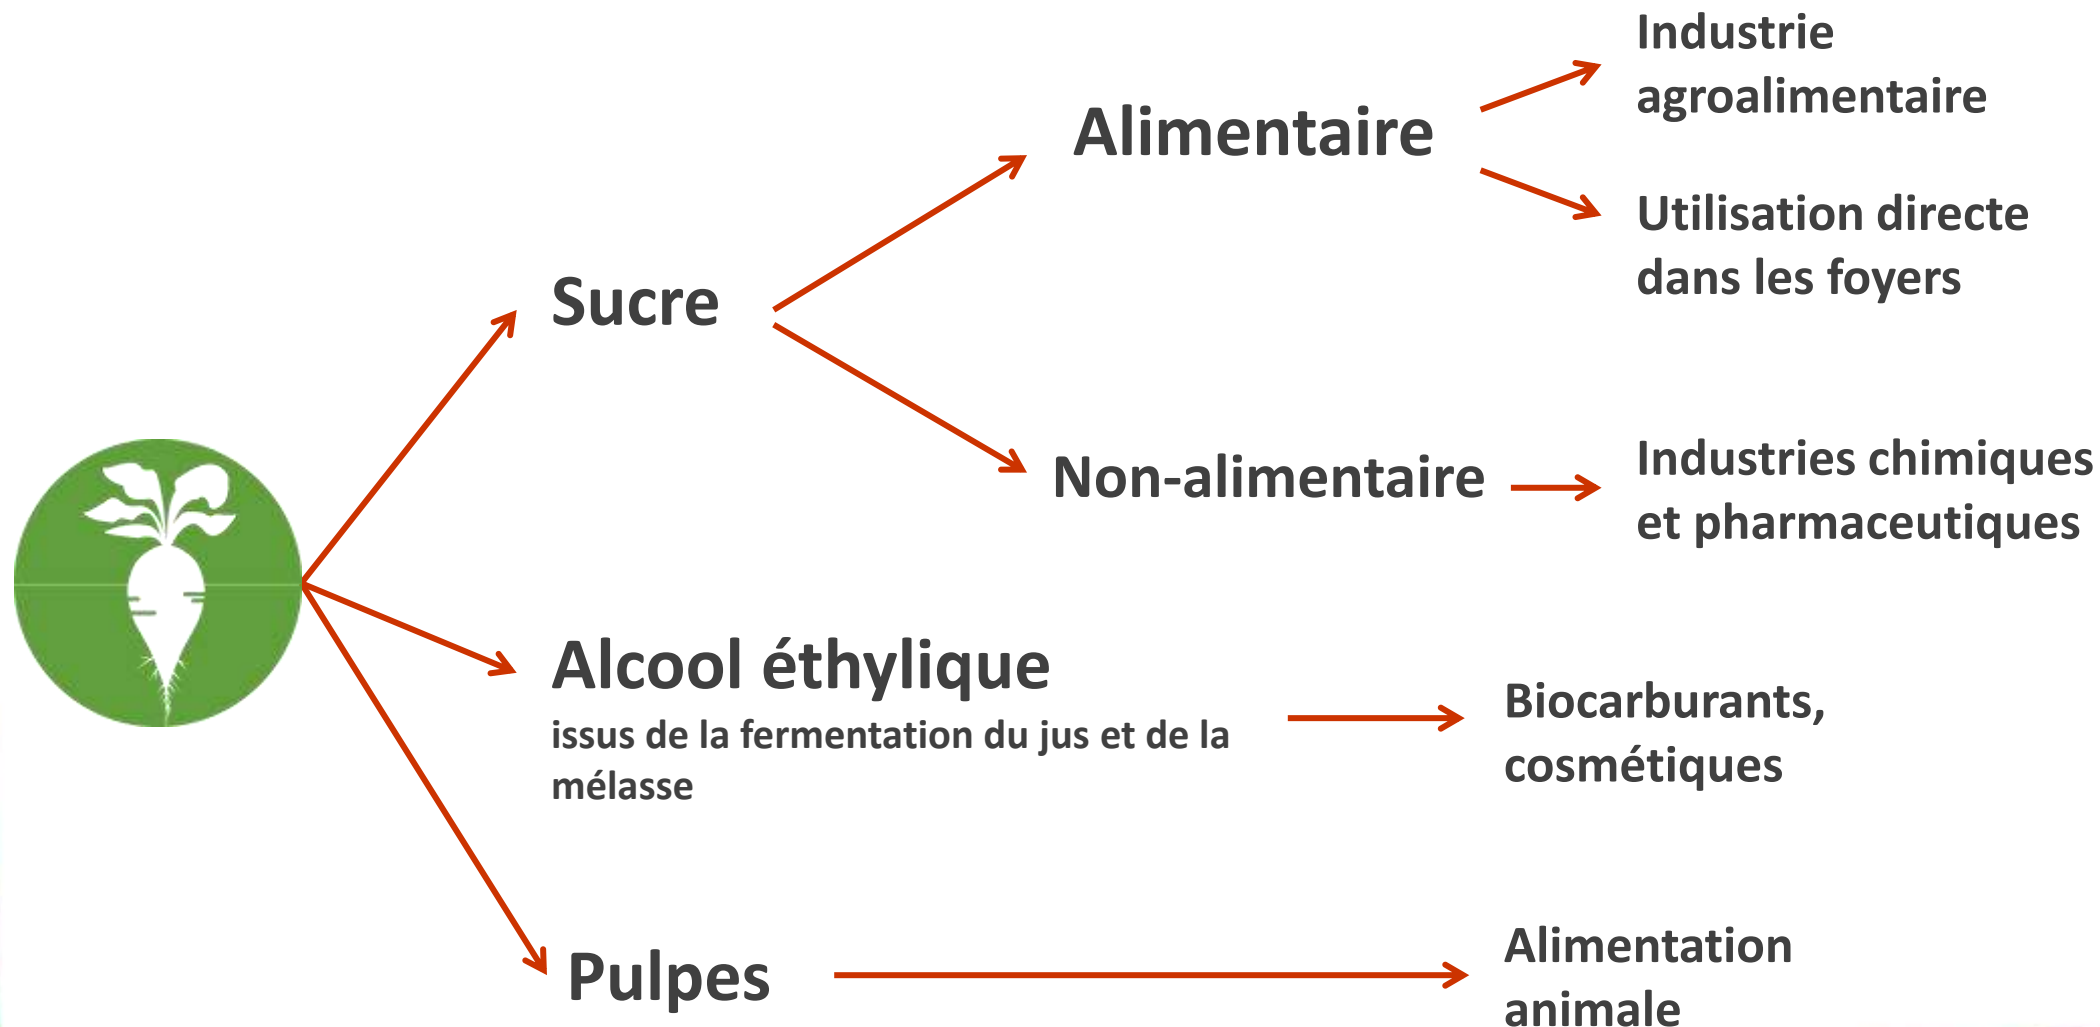 Industrie
agroalimentaire
Alimentaire
Utilisation directe
dans les foyers
Sucre
Non-alimentaire
Industries chimiques
et pharmaceutiques
Alcool éthylique
issus de la fermentation du jus et de la
mélasse
Biocarburants,
cosmétiques
Pulpes
Alimentation
animale